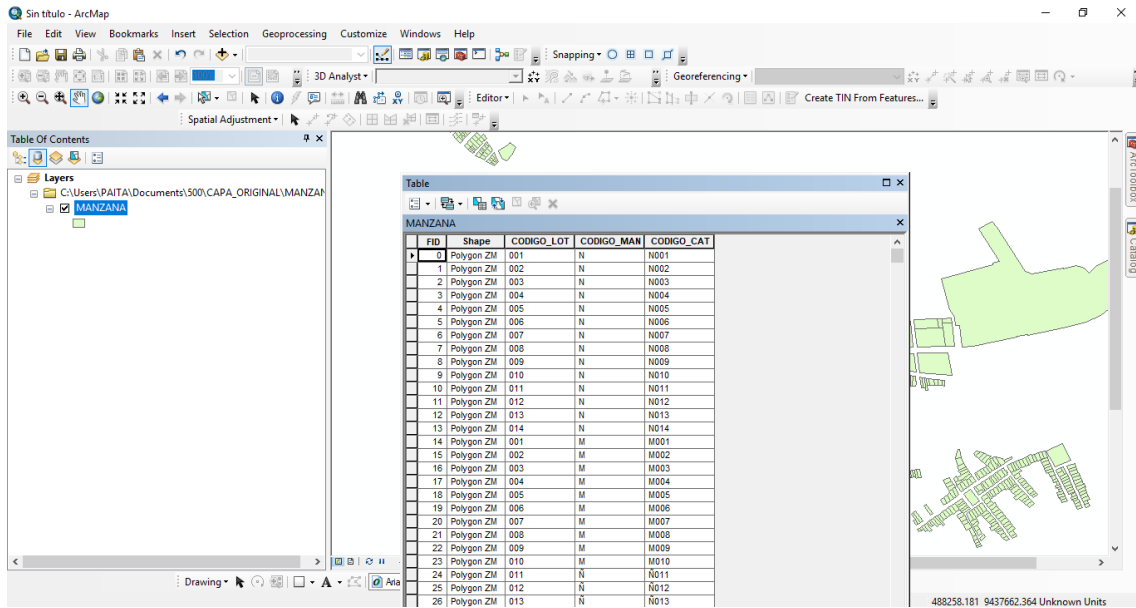 Sin título - ArcMap
File Edit View Bookmarks Insert Selection Geoprocessing Customize Windows Help
Snapping
3D Analyst Georeferencing
Editor Create TIN From Features...
Spatial Adjustment
Table Of Contents
Layers
C:\Users\PAITA\Documents\500\CAPA_ORIGINAL\MANZAN
MANZANA
Table
MANZANA
FID Shape CODIGO_LOT CODIGO_MAN CODIGO_CAT
0 Polygon ZM 001 N N001
1 Polygon ZM 002 N N002
2 Polygon ZM 003 N N003
3 Polygon ZM 004 N N004
4 Polygon ZM 005 N N005
5 Polygon ZM 006 N N006
6 Polygon ZM 007 N N007
7 Polygon ZM 008 N N008
8 Polygon ZM 009 N N009
9 Polygon ZM 010 N N010
10 Polygon ZM 011 N N011
11 Polygon ZM 012 N N012
12 Polygon ZM 013 N N013
13 Polygon ZM 014 N N014
14 Polygon ZM 001 M M001
15 Polygon ZM 002 M M002
16 Polygon ZM 003 M M003
17 Polygon ZM 004 M M004
18 Polygon ZM 005 M M005
19 Polygon ZM 006 M M006
20 Polygon ZM 007 M M007
21 Polygon ZM 008 M M008
22 Polygon ZM 009 M M009
23 Polygon ZM 010 M M010
24 Polygon ZM 011 Ñ Ñ011
25 Polygon ZM 012 Ñ Ñ012
26 Polygon ZM 013 Ñ Ñ013
ArcToolbox
Catalog
Drawing A Aria
488258.181 9437662.364 Unknown Units